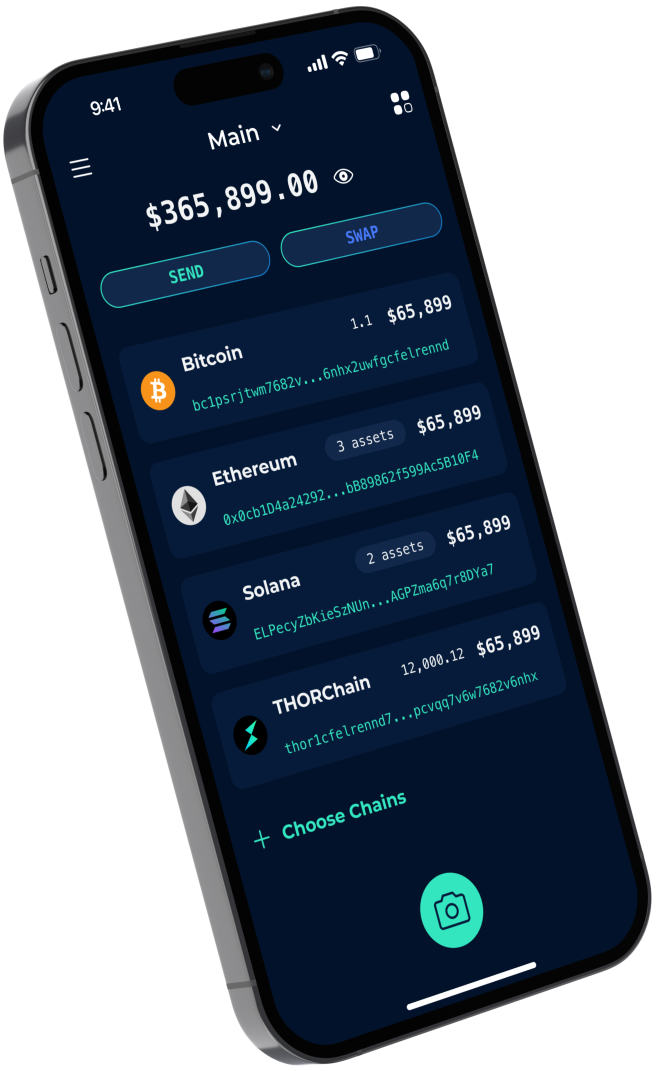 9:41
Main
$365,899.00
SEND
SWAP
Bitcoin 1.1 $65,899
bc1psrjtwm7682v...6nhx2uwfgcfelrennd
Ethereum 3 assets $65,899
0x0cb1D4a24292...bB89862f599Ac5B10F4
Solana 2 assets $65,899
ELPecyZbKieSzNUn...AGPZma6q7r8DYa7
THORChain 12,000.12 $65,899
thor1cfelrennd7...pcvqq7v6w7682v6nhx
+ Choose Chains